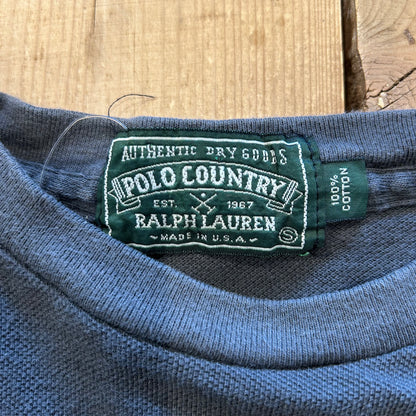 AUTHENTIC DRY GOODS
POLO COUNTRY
EST. 1967
RALPH LAUREN
~MADE IN U.S.A.~
S
100%
COTTON